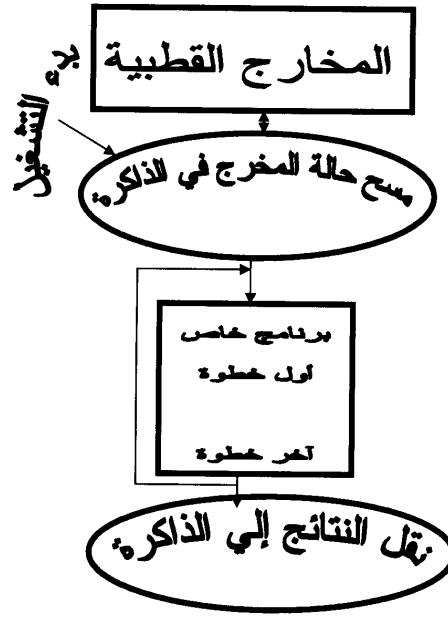 المخارج القطبية
بدء التشغيل
مسح حالة المخرج في الذاكرة
برنامج خاص
أول خطوة
آخر خطوة
نقل النتائج إلي الذاكرة